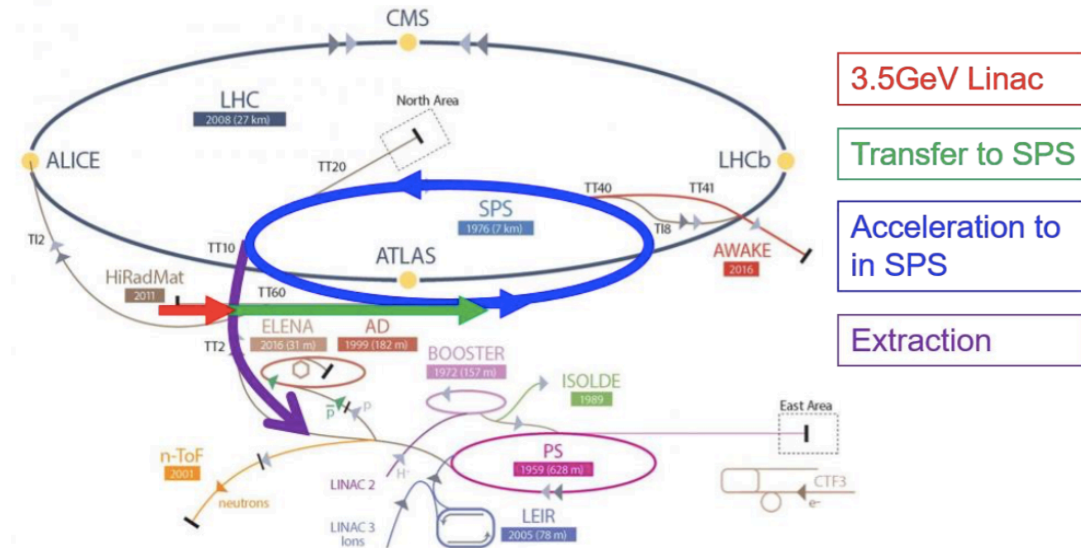 CMS
3.5GeV Linac
LHC
2008 (27 km)
North Area
Transfer to SPS
ALICE
LHCb
TT20
TT40
TT41
SPS
1976 (7 km)
Acceleration to
in SPS
TI2
TT10
TI8
ATLAS
AWAKE
2016
HiRadMat
2011
TT60
Extraction
ELENA
2016 (31 m)
AD
1999 (182 m)
TT2
BOOSTER
1972 (157 m)
ISOLDE
1989
p̅
p
East Area
n-ToF
2001
PS
1959 (628 m)
H⁻
LINAC 2
neutrons
CTF3
e⁻
LINAC 3
Ions
LEIR
2005 (78 m)